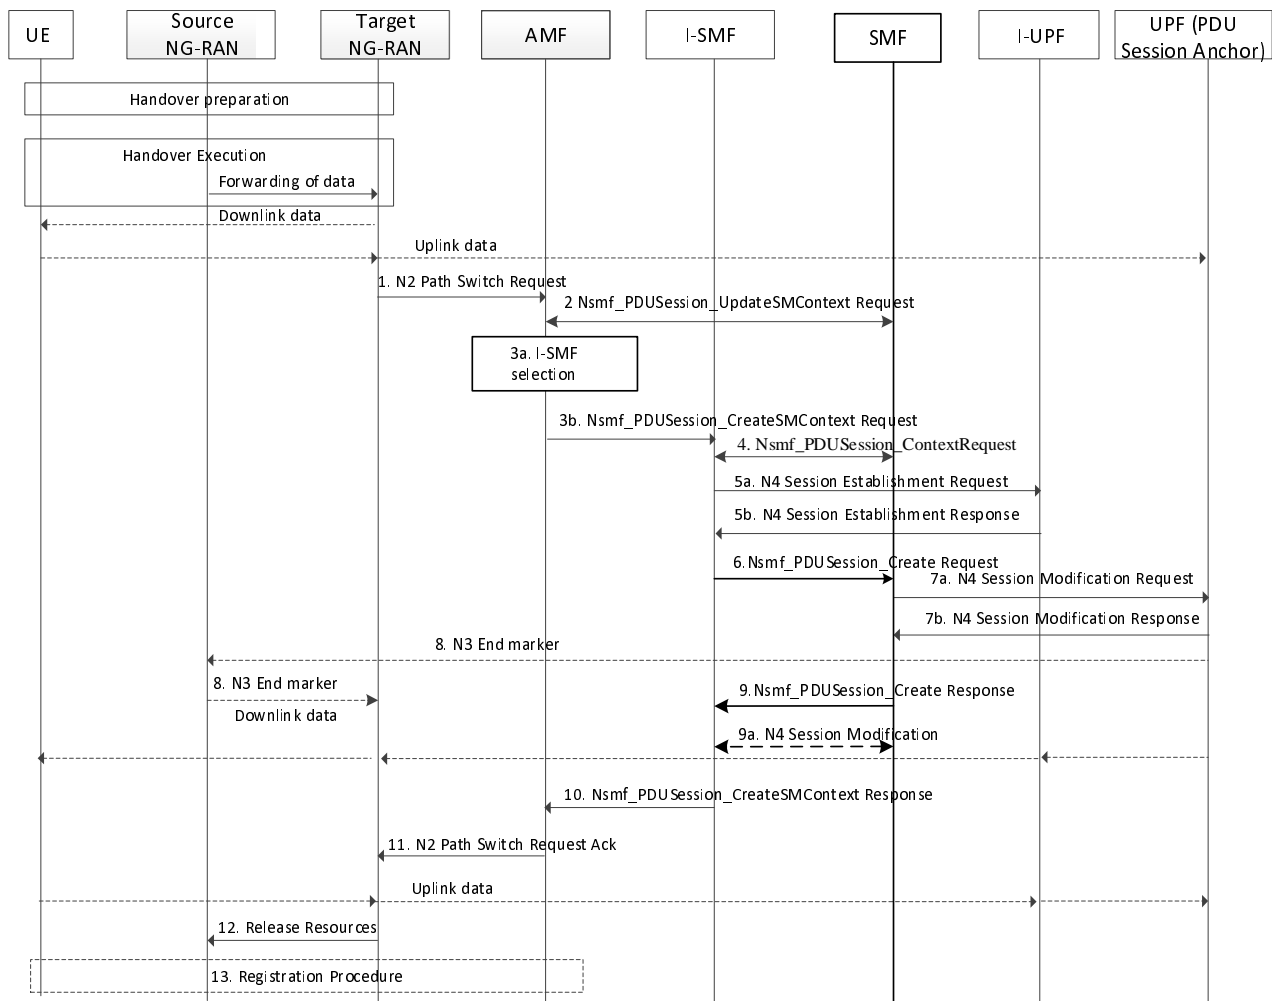 UE
Source
NG-RAN
Target
NG-RAN
AMF
I-SMF
SMF
I-UPF
UPF (PDU
Session Anchor)
Handover preparation
Handover Execution
Forwarding of data
Downlink data
Uplink data
1. N2 Path Switch Request
2 Nsmf_PDUSession_UpdateSMContext Request
3a. I-SMF
selection
3b. Nsmf_PDUSession_CreateSMContext Request
4. Nsmf_PDUSession_ContextRequest
5a. N4 Session Establishment Request
5b. N4 Session Establishment Response
6.Nsmf_PDUSession_Create Request
7a. N4 Session Modification Request
7b. N4 Session Modification Response
8. N3 End marker
8. N3 End marker
9.Nsmf_PDUSession_Create Response
Downlink data
9a. N4 Session Modification
10. Nsmf_PDUSession_CreateSMContext Response
11. N2 Path Switch Request Ack
Uplink data
12. Release Resources
13. Registration Procedure